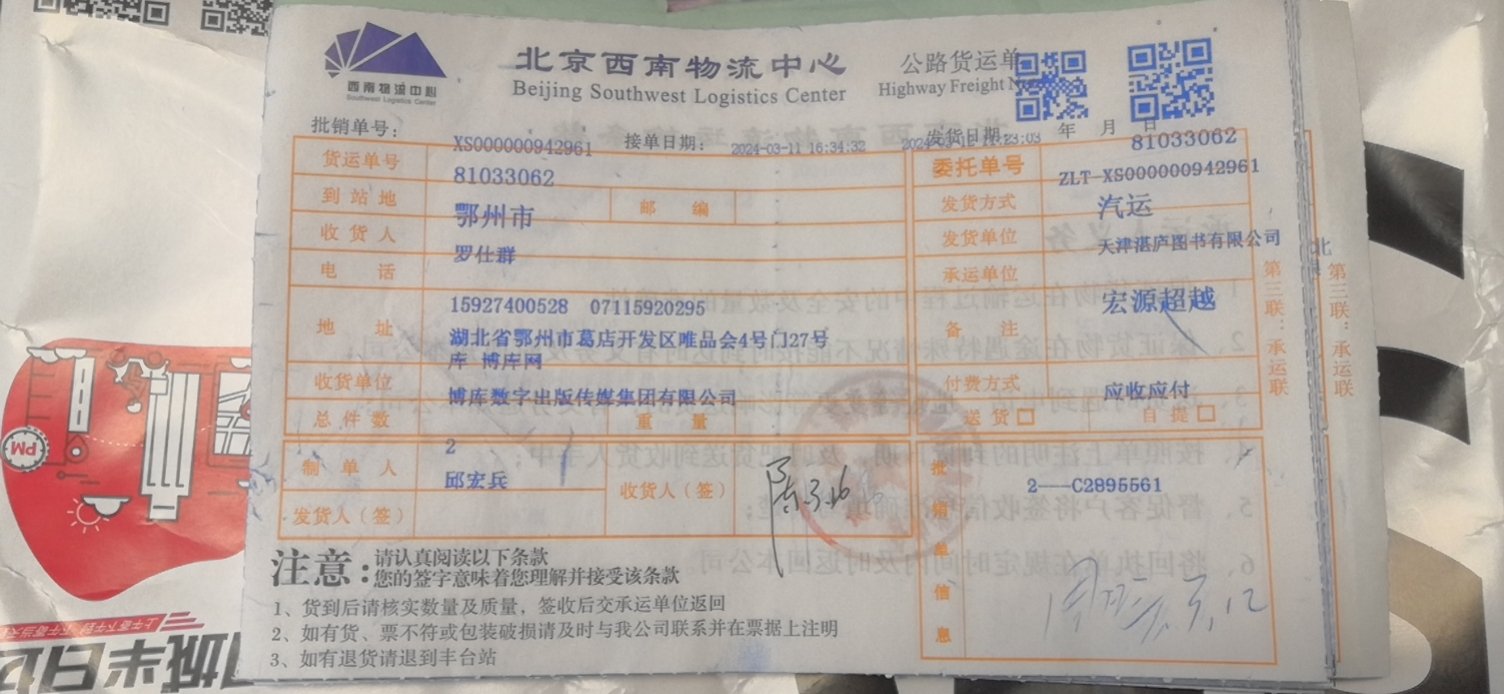 西南物流中心
Southwest Logistics Center
北京西南物流中心
Beijing Southwest Logistics Center
公路货运单
Highway Freight
批销单号：
XS000000942961
接单日期：
2024-03-11 16:34:32
发货日期：
年 月 日
81033062
货运单号
81033062
委托单号
ZLT-XS000000942961
到站地
鄂州市
邮 编
发货方式
汽运
收货人
罗仕群
发货单位
天津湛庐图书有限公司
电 话
15927400528 07115920295
承运单位
宏源超越
地 址
湖北省鄂州市葛店开发区唯品会4号门27号
库 博库网
备 注
收货单位
博库数字出版传媒集团有限公司
付费方式
应收应付
总件数
2
重 量
送货□
自提□
制单人
邱宏兵
收货人（签）
发货人（签）
批销单信息
2---C2895561
第三联：承运联
北
第三联：承运联
注意：
请认真阅读以下条款
您的签字意味着您理解并接受该条款
1、货到后请核实数量及质量，签收后交承运单位返回
2、如有货、票不符或包装破损请及时与我公司联系并在票据上注明
3、如有退货请退到丰台站
PM